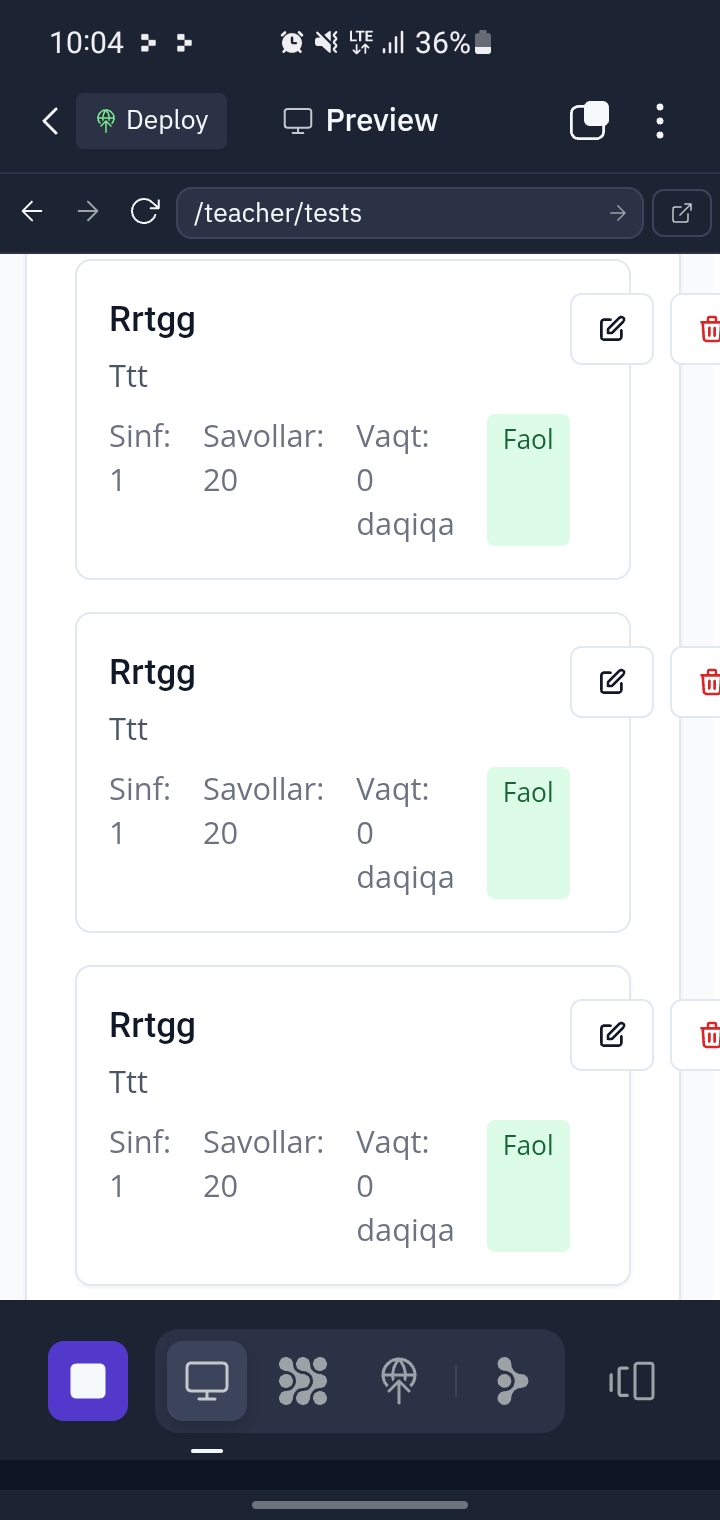 10:04
LTE
36%
Deploy
Preview
/teacher/tests
Rrtgg
Ttt
Sinf: Savollar: Vaqt: Faol
1 20 0
daqiqa
Rrtgg
Ttt
Sinf: Savollar: Vaqt: Faol
1 20 0
daqiqa
Rrtgg
Ttt
Sinf: Savollar: Vaqt: Faol
1 20 0
daqiqa